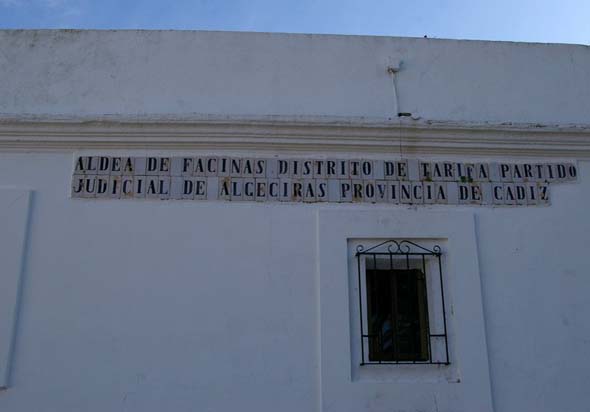 ALDEA DE FACINAS DISTRITO DE TARIFA PARTIDO
JUDICIAL DE ALGECIRAS PROVINCIA DE CADIZ